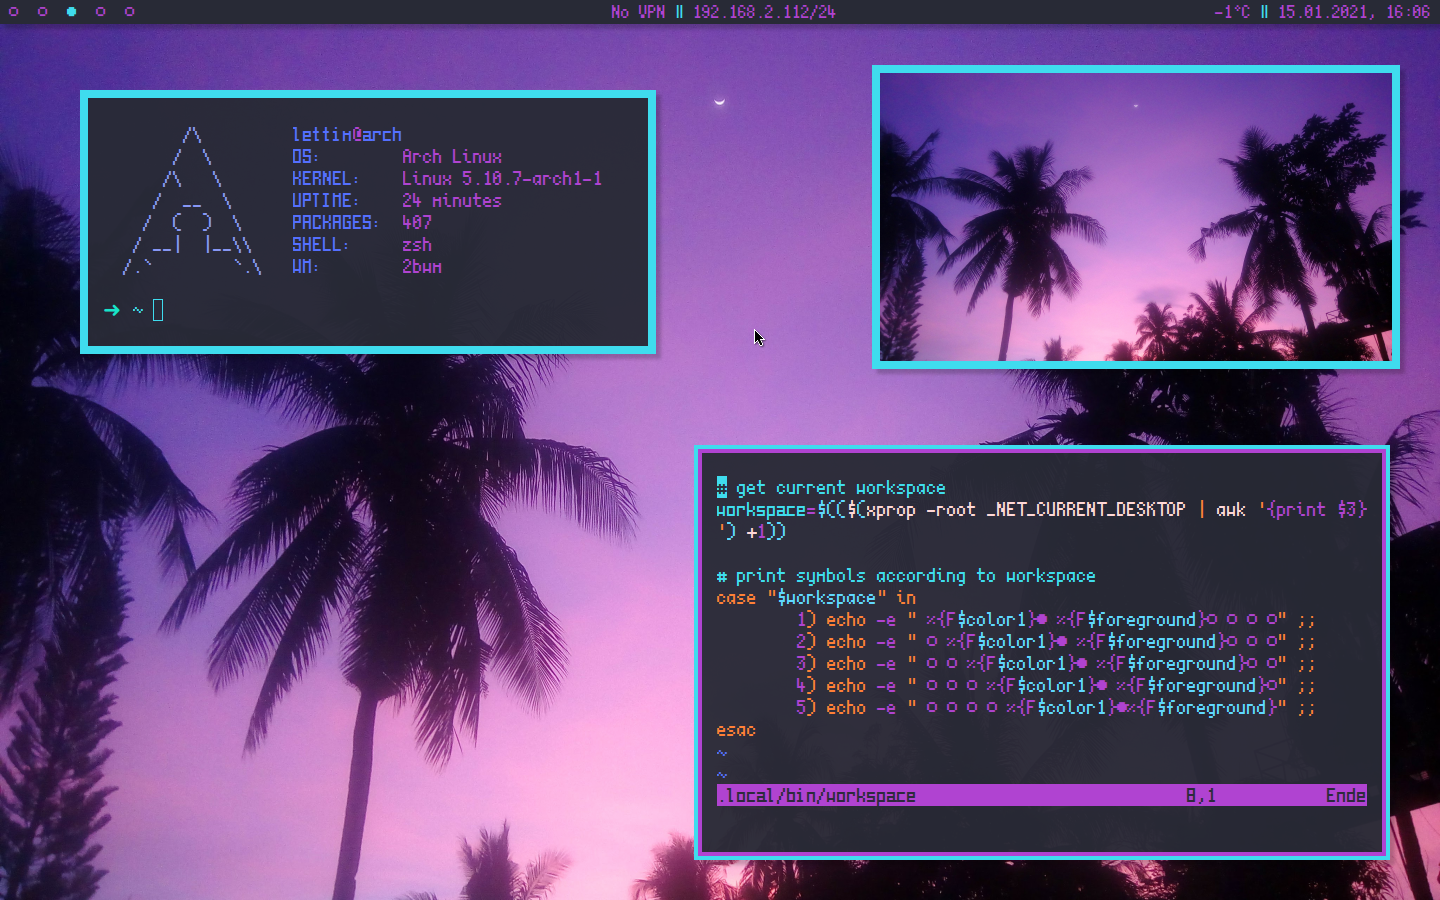 No VPN || 192.168.2.112/24
-1°C || 15.01.2021, 16:06
lettim@arch
OS: Arch Linux
KERNEL: Linux 5.10.7-arch1-1
UPTIME: 24 minutes
PACKAGES: 407
SHELL: zsh
WM: 2bwm
➜ ~
# get current workspace
workspace=$(($(xprop -root _NET_CURRENT_DESKTOP | awk '{print $3}
') +1))
# print symbols according to workspace
case "$workspace" in
1) echo -e " %{F$color1}● %{F$foreground}○ ○ ○ ○" ;;
2) echo -e " ○ %{F$color1}● %{F$foreground}○ ○ ○" ;;
3) echo -e " ○ ○ %{F$color1}● %{F$foreground}○ ○" ;;
4) echo -e " ○ ○ ○ %{F$color1}● %{F$foreground}○" ;;
5) echo -e " ○ ○ ○ ○ %{F$color1}●%{F$foreground}" ;;
esac
~
~
.local/bin/workspace 8,1 Ende